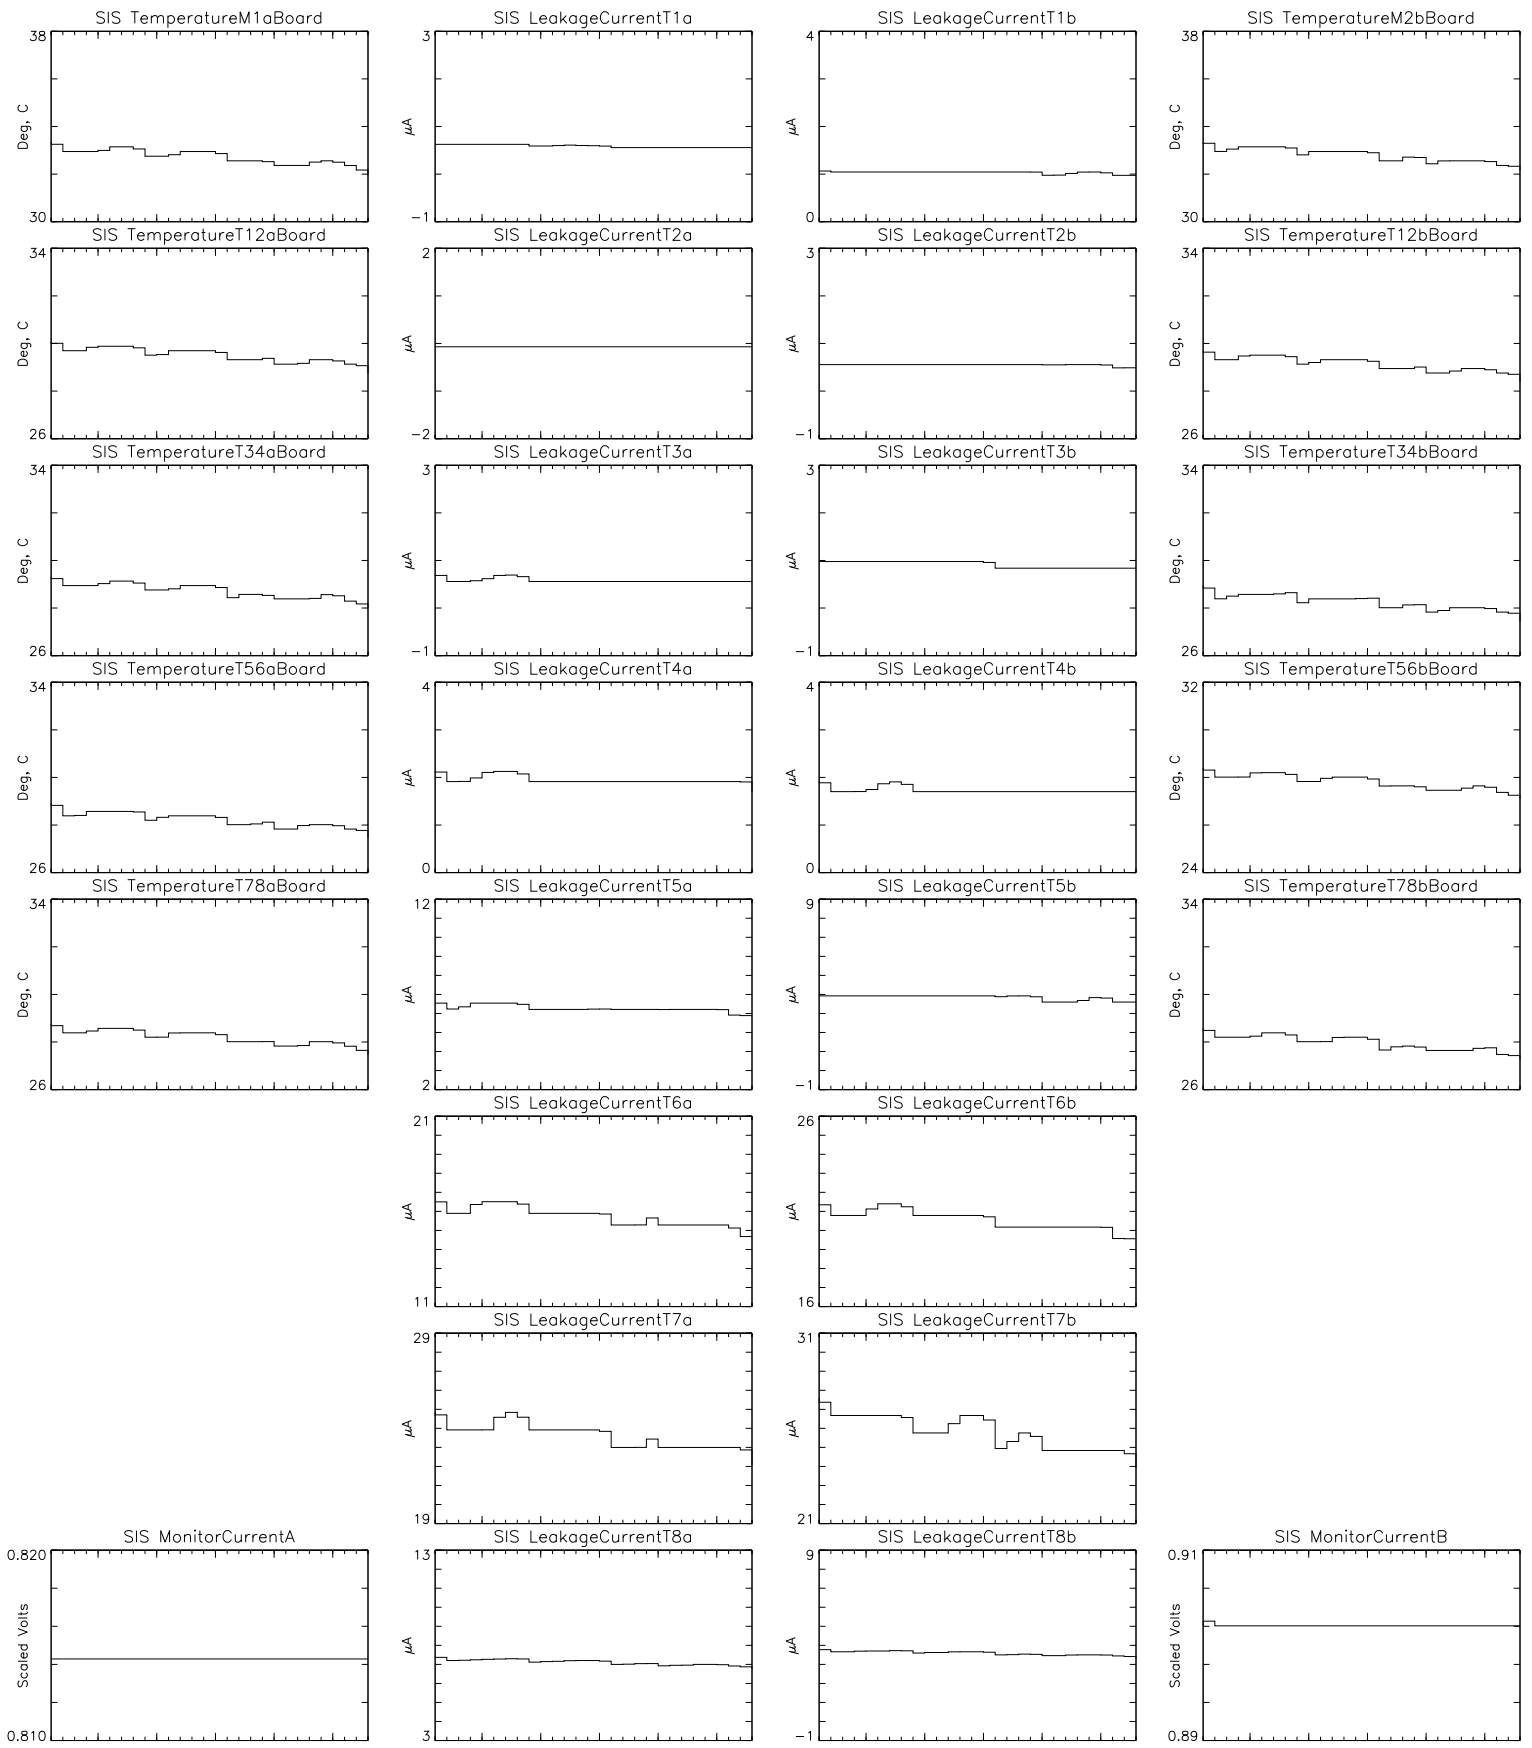 SIS TemperatureM1aBoard
38
Deg, C
30
SIS LeakageCurrentT1a
3
μA
−1
SIS LeakageCurrentT1b
4
μA
0
SIS TemperatureM2bBoard
38
Deg, C
30
SIS TemperatureT12aBoard
34
Deg, C
26
SIS LeakageCurrentT2a
2
μA
−2
SIS LeakageCurrentT2b
3
μA
−1
SIS TemperatureT12bBoard
34
Deg, C
26
SIS TemperatureT34aBoard
34
Deg, C
26
SIS LeakageCurrentT3a
3
μA
−1
SIS LeakageCurrentT3b
3
μA
−1
SIS TemperatureT34bBoard
34
Deg, C
26
SIS TemperatureT56aBoard
34
Deg, C
26
SIS LeakageCurrentT4a
4
μA
0
SIS LeakageCurrentT4b
4
μA
0
SIS TemperatureT56bBoard
32
Deg, C
24
SIS TemperatureT78aBoard
34
Deg, C
26
SIS LeakageCurrentT5a
12
μA
2
SIS LeakageCurrentT5b
9
μA
−1
SIS TemperatureT78bBoard
34
Deg, C
26
SIS LeakageCurrentT6a
21
μA
11
SIS LeakageCurrentT6b
26
μA
16
SIS LeakageCurrentT7a
29
μA
19
SIS LeakageCurrentT7b
31
μA
21
SIS MonitorCurrentA
0.820
Scaled Volts
0.810
SIS LeakageCurrentT8a
13
μA
3
SIS LeakageCurrentT8b
9
μA
−1
SIS MonitorCurrentB
0.91
Scaled Volts
0.89